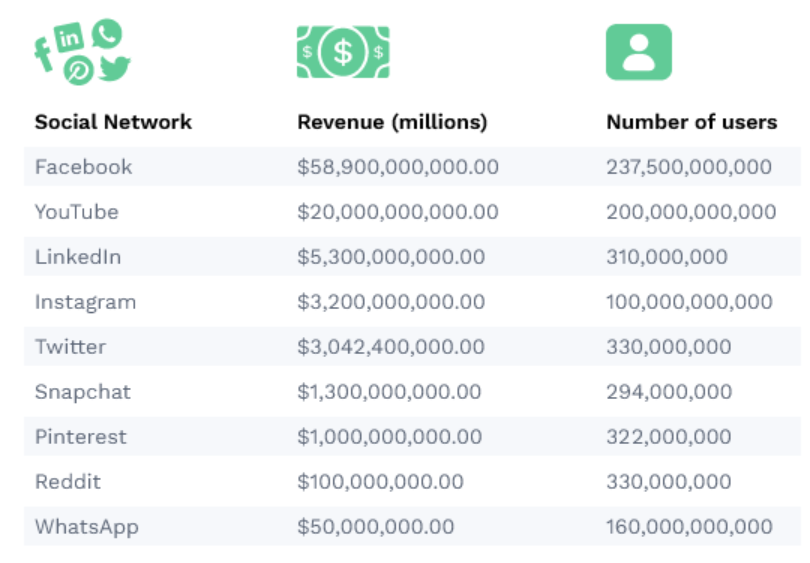 Social Network Revenue (millions) Number of users
Facebook $58,900,000,000.00 237,500,000,000
YouTube $20,000,000,000.00 200,000,000,000
LinkedIn $5,300,000,000.00 310,000,000
Instagram $3,200,000,000.00 100,000,000,000
Twitter $3,042,400,000.00 330,000,000
Snapchat $1,300,000,000.00 294,000,000
Pinterest $1,000,000,000.00 322,000,000
Reddit $100,000,000.00 330,000,000
WhatsApp $50,000,000.00 160,000,000,000